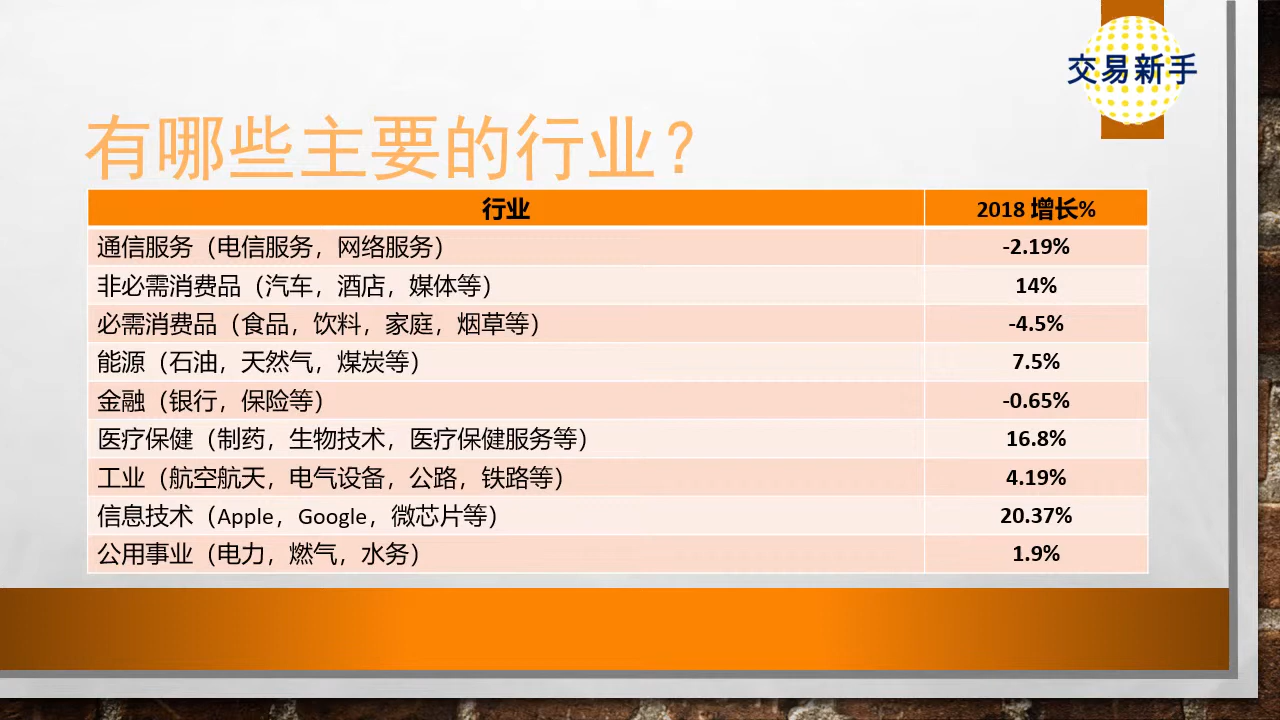 交易新手
有哪些主要的行业？
行业 2018 增长%
通信服务（电信服务，网络服务） -2.19%
非必需消费品（汽车，酒店，媒体等） 14%
必需消费品（食品，饮料，家庭，烟草等） -4.5%
能源（石油，天然气，煤炭等） 7.5%
金融（银行，保险等） -0.65%
医疗保健（制药，生物技术，医疗保健服务等） 16.8%
工业（航空航天，电气设备，公路，铁路等） 4.19%
信息技术（Apple，Google，微芯片等） 20.37%
公用事业（电力，燃气，水务） 1.9%